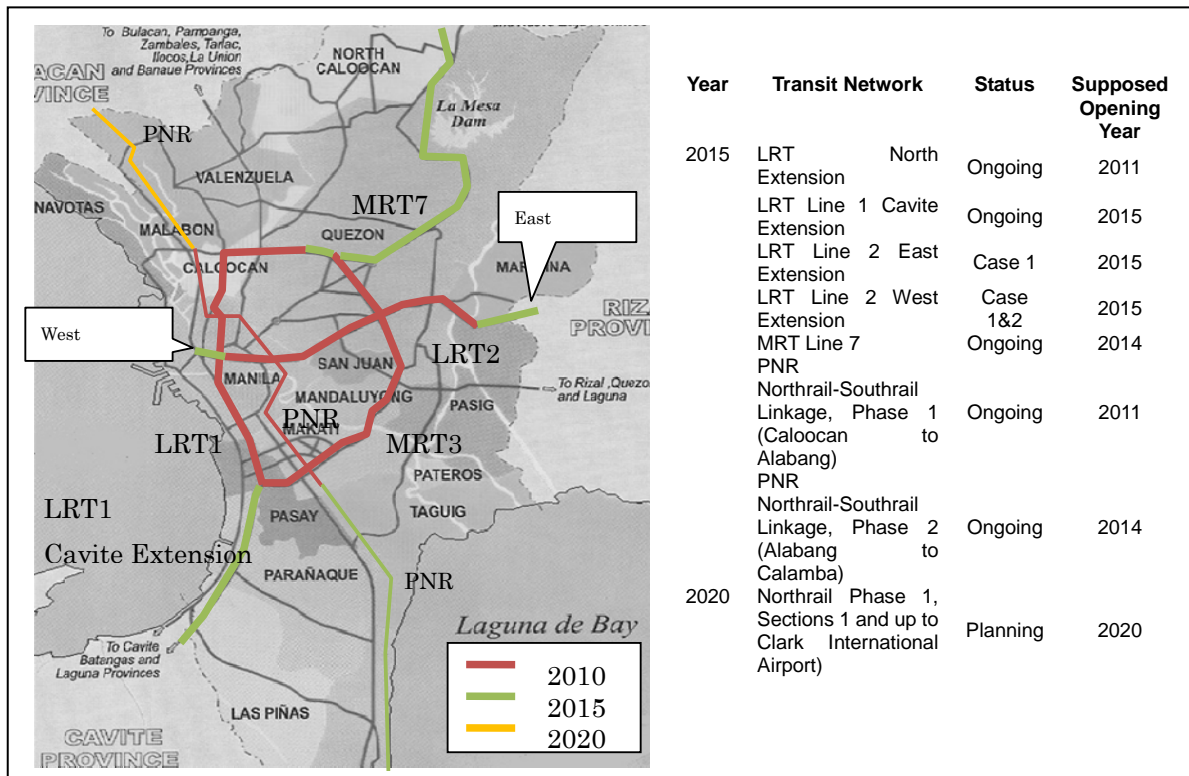 To Bulacan, Pampanga,
Zambales, Tarlac,
Ilocos, La Union
and Banaue Provinces
NORTH
CALOOCAN
ACAN
VINCE
La Mesa
Dam
PNR
VALENZUELA
NAVOTAS
MALABON
MRT7
QUEZON
East
CALOOCAN
RIZ
PROVIN
West
SAN JUAN
LRT2
MANILA
MANDALUYONG
To Rizal, Quezon
and Laguna
PASIG
PNR
MAKATI
LRT1
MRT3
PATEROS
TAGUIG
LRT1
Cavite Extension
PASAY
PARAÑAQUE
PNR
Laguna de Bay
To Cavite
Batangas and
Laguna Provinces
LAS PIÑAS
CAVITE
PROVINCE
2010
2015
2020
Year Transit Network Status Supposed
Opening
Year
2015 LRT North
Extension Ongoing 2011
LRT Line 1 Cavite
Extension Ongoing 2015
LRT Line 2 East
Extension Case 1 2015
LRT Line 2 West
Extension Case
1&2 2015
MRT Line 7 Ongoing 2014
PNR
Northrail-Southrail
Linkage, Phase 1
(Caloocan to
Alabang) Ongoing 2011
PNR
Northrail-Southrail
Linkage, Phase 2
(Alabang to
Calamba) Ongoing 2014
2020 Northrail Phase 1,
Sections 1 and up to
Clark International
Airport) Planning 2020